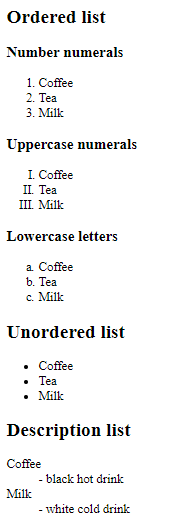 Ordered list
Number numerals
1. Coffee
2. Tea
3. Milk
Uppercase numerals
I. Coffee
II. Tea
III. Milk
Lowercase letters
a. Coffee
b. Tea
c. Milk
Unordered list
• Coffee
• Tea
• Milk
Description list
Coffee
- black hot drink
Milk
- white cold drink